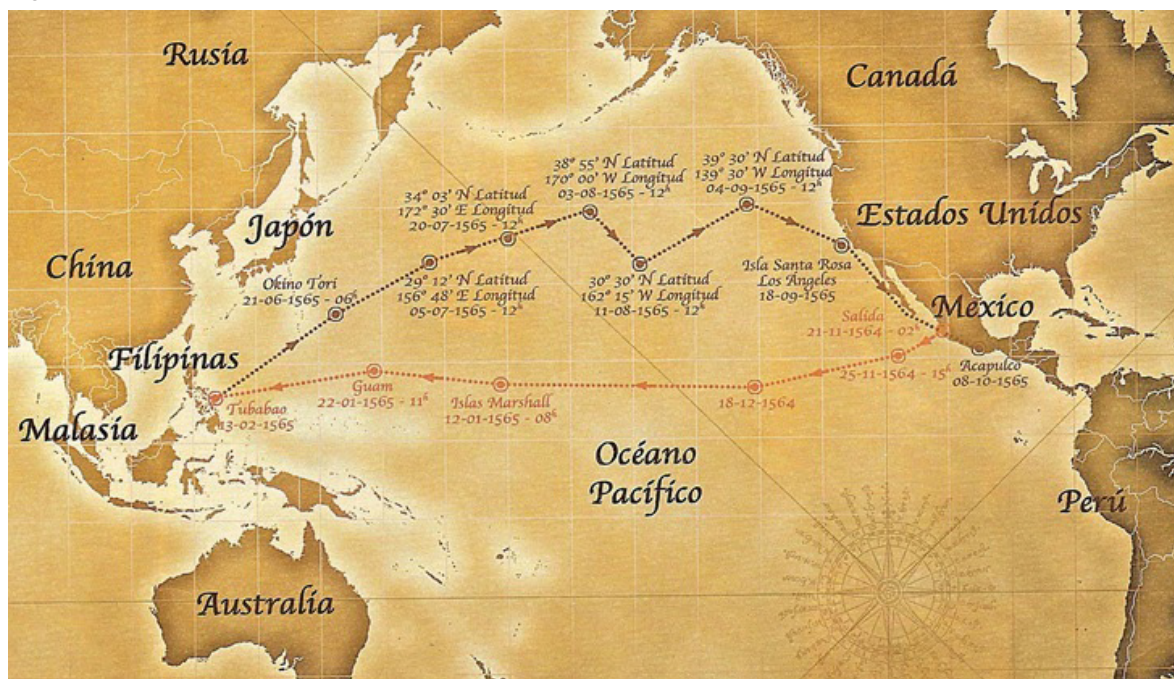 Rusia
Canadá
38° 55' N Latitud
170° 00' W Longitud
03-08-1565 - 12ʰ
39° 30' N Latitud
139° 30' W Longitud
04-09-1565 - 12ʰ
34° 03' N Latitud
172° 30' E Longitud
20-07-1565 - 12ʰ
Japón
Estados Unidos
China
Okino Tori
21-06-1565 - 06ʰ
29° 12' N Latitud
156° 48' E Longitud
05-07-1565 - 12ʰ
30° 30' N Latitud
162° 15' W Longitud
11-08-1565 - 12ʰ
Isla Santa Rosa
Los Angeles
18-09-1565
Mexico
Salida
21-11-1564 - 02ʰ
Filipinas
Acapulco
08-10-1565
25-11-1564 - 15ʰ
Guam
22-01-1565 - 11ʰ
Islas Marshall
12-01-1565 - 08ʰ
18-12-1564
Tubabao
13-02-1565
Malasia
Océano
Pacífico
Perú
Australia